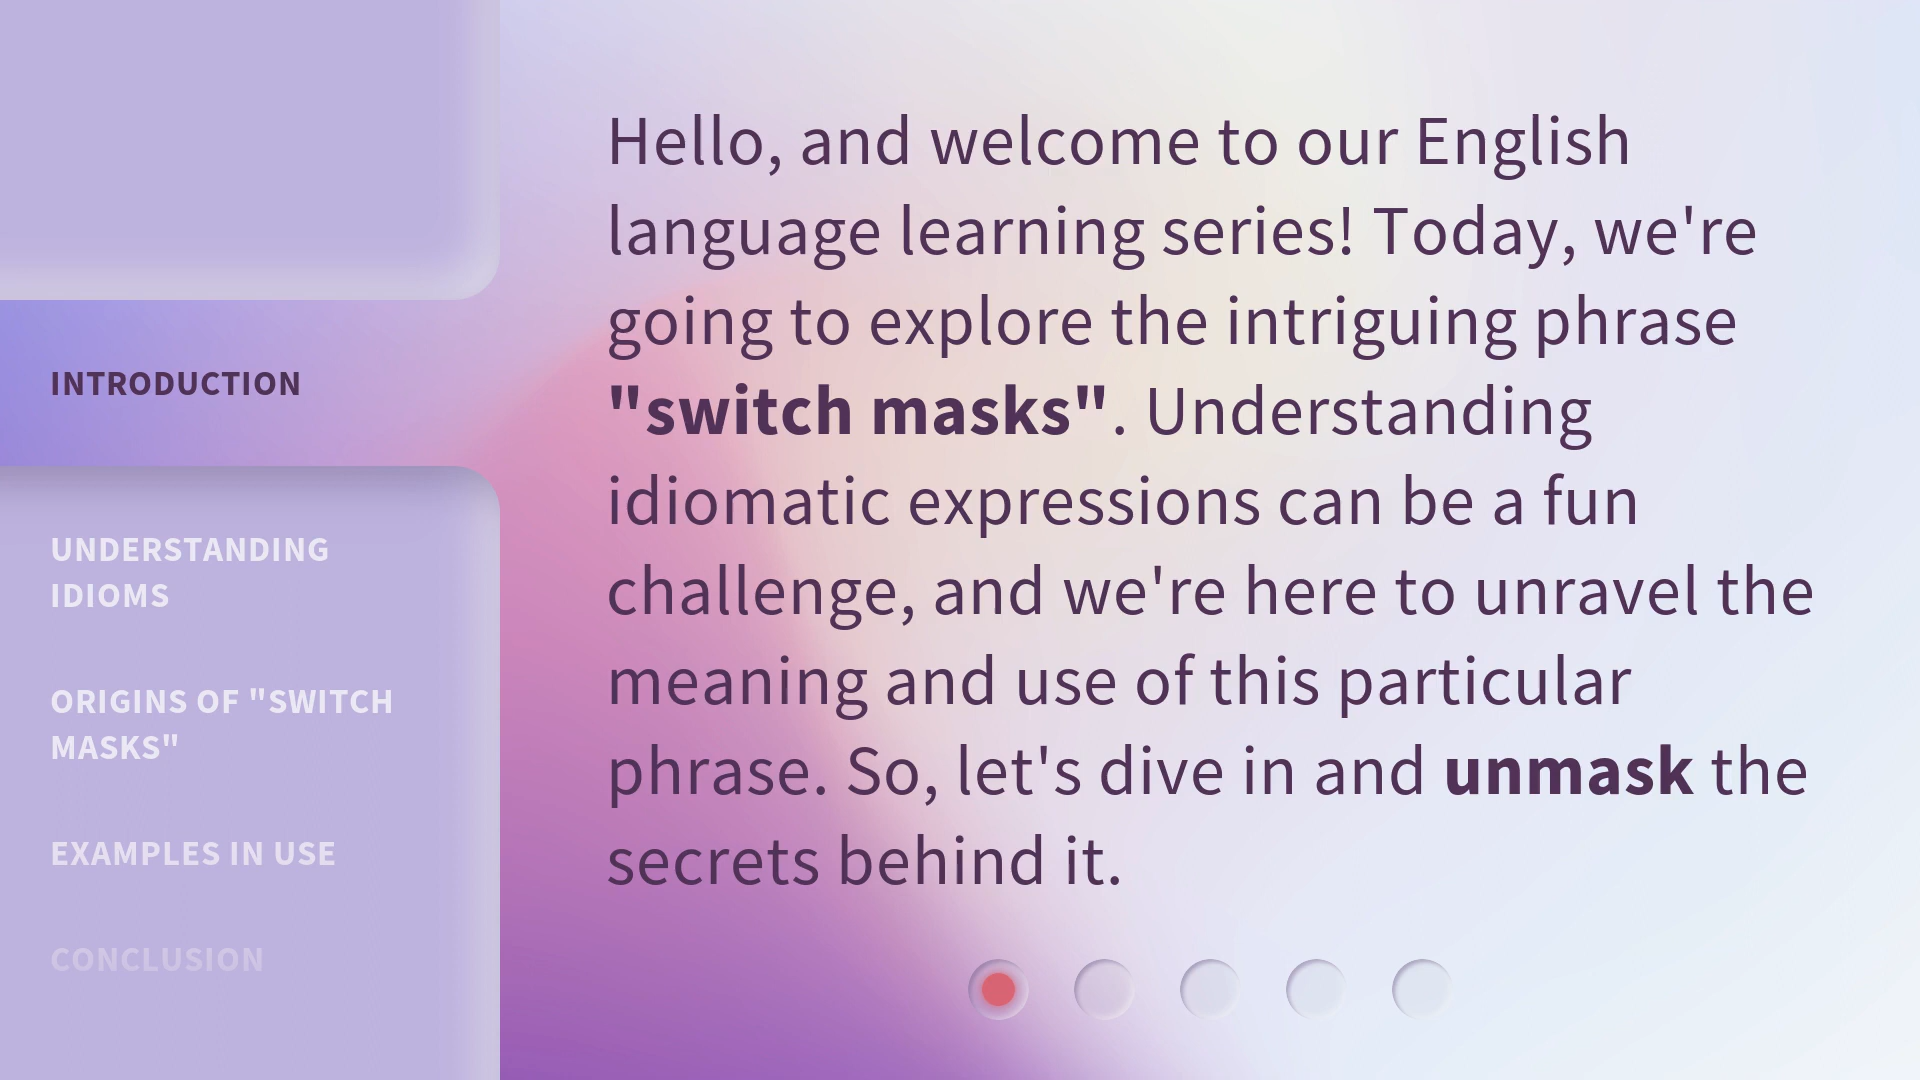 INTRODUCTION
UNDERSTANDING
IDIOMS
ORIGINS OF "SWITCH
MASKS"
EXAMPLES IN USE
CONCLUSION
Hello, and welcome to our English
language learning series! Today, we're
going to explore the intriguing phrase
"switch masks". Understanding
idiomatic expressions can be a fun
challenge, and we're here to unravel the
meaning and use of this particular
phrase. So, let's dive in and unmask the
secrets behind it.